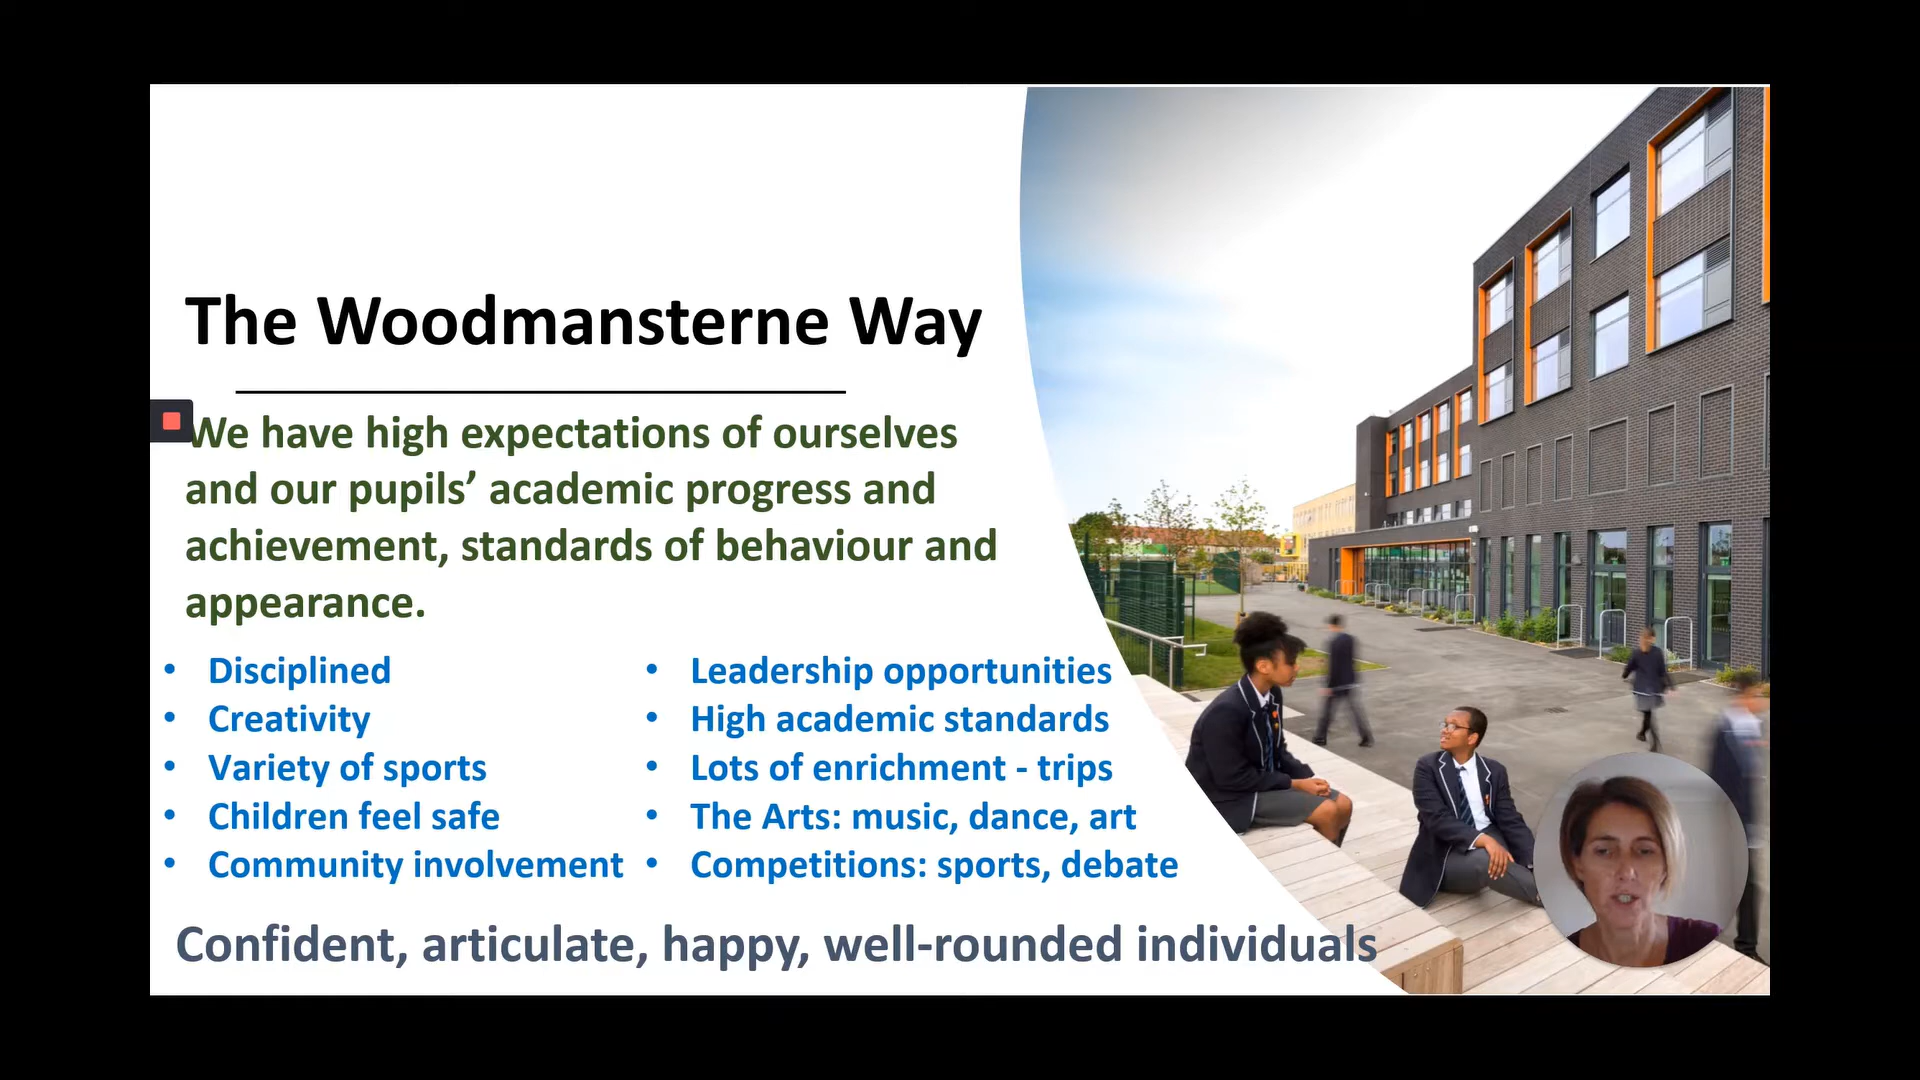 The Woodmansterne Way
We have high expectations of ourselves
and our pupils’ academic progress and
achievement, standards of behaviour and
appearance.
• Disciplined
• Creativity
• Variety of sports
• Children feel safe
• Community involvement
• Leadership opportunities
• High academic standards
• Lots of enrichment - trips
• The Arts: music, dance, art
• Competitions: sports, debate
Confident, articulate, happy, well-rounded individuals